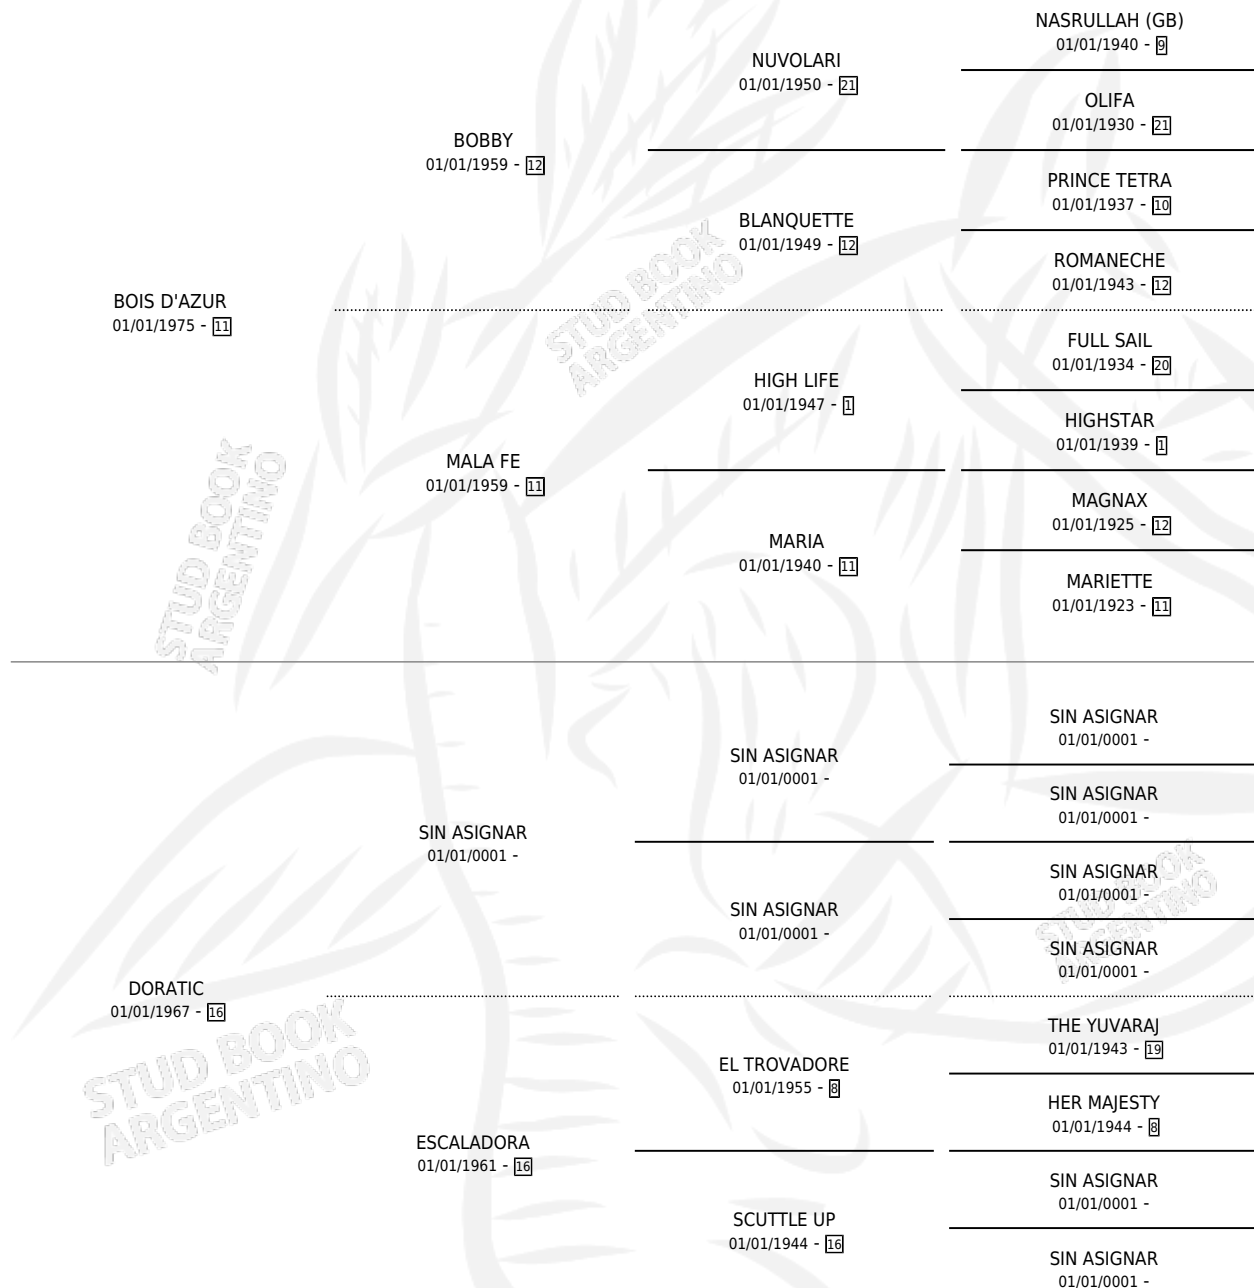 NASRULLAH (GB)
01/01/1940 - 9
NUVOLARI
01/01/1950 - 21
OLIFA
01/01/1930 - 21
BOBBY
01/01/1959 - 12
PRINCE TETRA
01/01/1937 - 10
BLANQUETTE
01/01/1949 - 12
ROMANECHE
01/01/1943 - 12
BOIS D'AZUR
01/01/1975 - 11
FULL SAIL
01/01/1934 - 20
HIGH LIFE
01/01/1947 - 1
HIGHSTAR
01/01/1939 - 1
MALA FE
01/01/1959 - 11
MAGNAX
01/01/1925 - 12
MARIA
01/01/1940 - 11
MARIETTE
01/01/1923 - 11
SIN ASIGNAR
01/01/0001 -
SIN ASIGNAR
01/01/0001 -
SIN ASIGNAR
01/01/0001 -
SIN ASIGNAR
01/01/0001 -
SIN ASIGNAR
01/01/0001 -
SIN ASIGNAR
01/01/0001 -
SIN ASIGNAR
01/01/0001 -
DORATIC
01/01/1967 - 16
THE YUVARAJ
01/01/1943 - 19
EL TROVADORE
01/01/1955 - 8
HER MAJESTY
01/01/1944 - 8
ESCALADORA
01/01/1961 - 16
SIN ASIGNAR
01/01/0001 -
SCUTTLE UP
01/01/1944 - 16
SIN ASIGNAR
01/01/0001 -
STUD BOOK
ARGENTINO
STUD BOOK
ARGENTINO
STUD BOOK
ARGENTINO
STUD BOOK
ARGENTINO